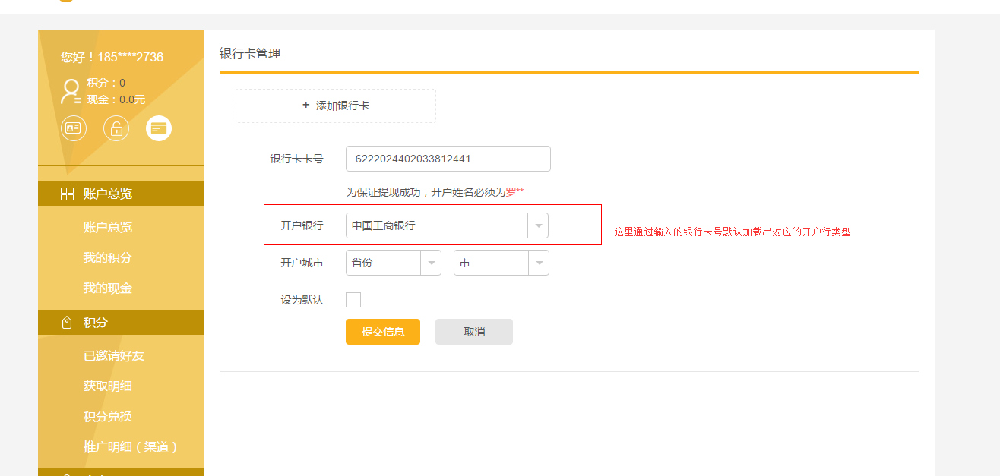 您好！185****2736
积分：0
现金：0.0元
账户总览
账户总览
我的积分
我的现金
积分
已邀请好友
获取明细
积分兑换
推广明细（渠道）
银行卡管理
+ 添加银行卡
银行卡卡号 6222024402033812441
为保证提现成功，开户姓名必须为罗**
开户银行 中国工商银行
这里通过输入的银行卡号默认加载出对应的开户行类型
开户城市 省份 市
设为默认
提交信息 取消